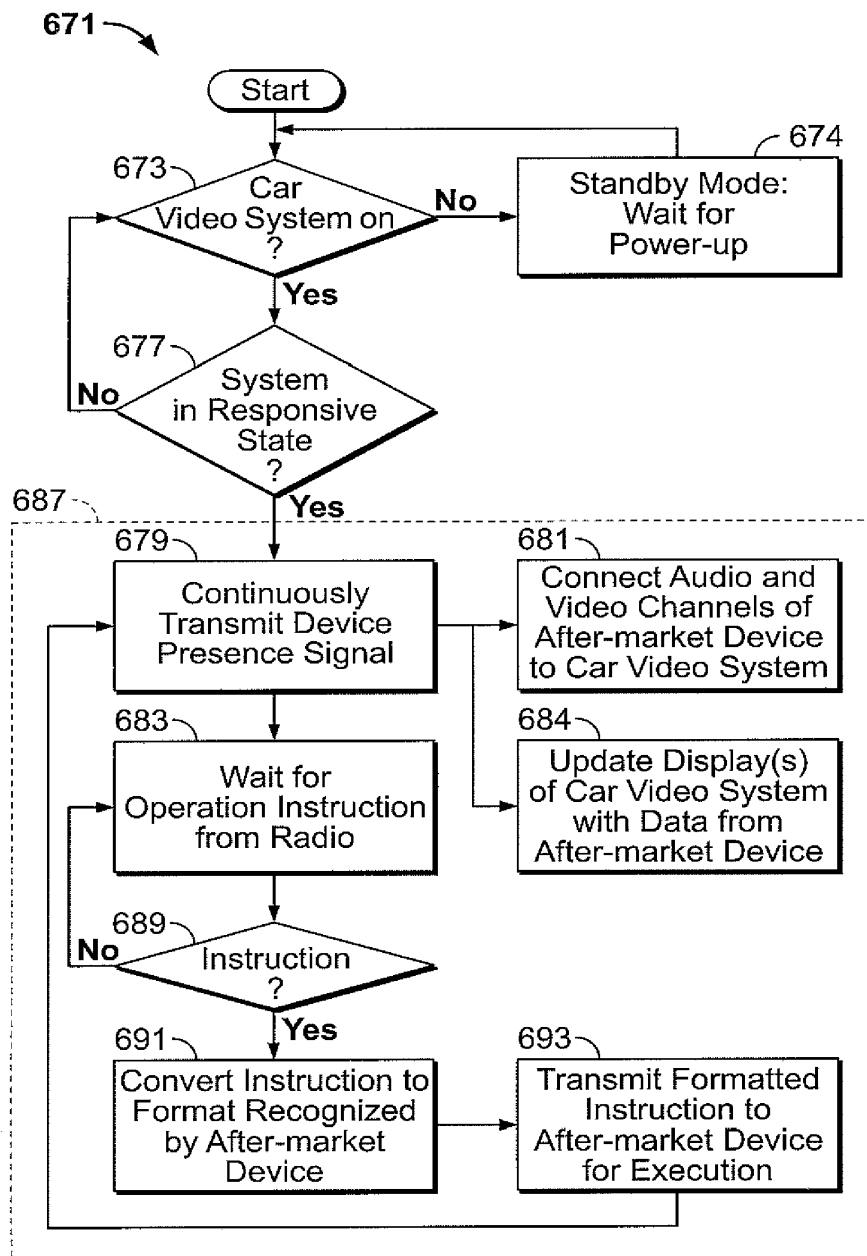 671
Start
673
Car
Video System on
?
No
674
Standby Mode:
Wait for
Power-up
Yes
677
System
in Responsive
State
?
No
Yes
687
679
Continuously
Transmit Device
Presence Signal
681
Connect Audio and
Video Channels of
After-market Device
to Car Video System
683
Wait for
Operation Instruction
from Radio
684
Update Display(s)
of Car Video System
with Data from
After-market Device
689
No
Instruction
?
Yes
691
Convert Instruction to
Format Recognized
by After-market
Device
693
Transmit Formatted
Instruction to
After-market Device
for Execution